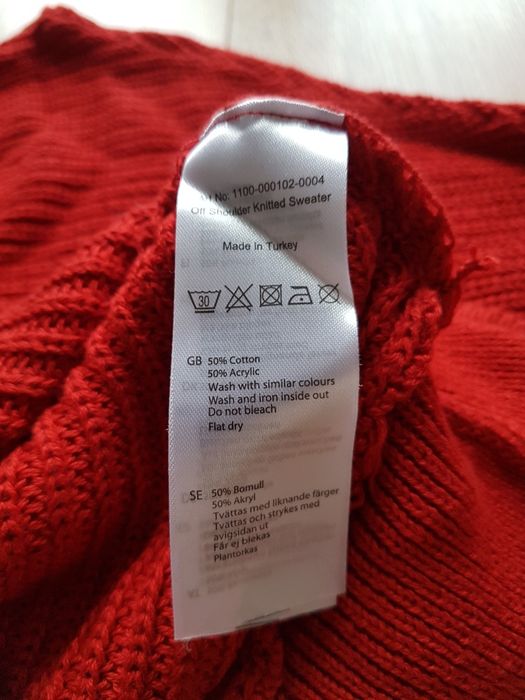 No: 1100-000102-0004
Off Shoulder Knitted Sweater
Made In Turkey
30
GB 50% Cotton
50% Acrylic
Wash with similar colours
Wash and iron inside out
Do not bleach
Flat dry
SE 50% Bomull
50% Akryl
Tvättas med liknande färger
Tvättas och strykes med
avigsidan ut
Får ej blekas
Plantorkas